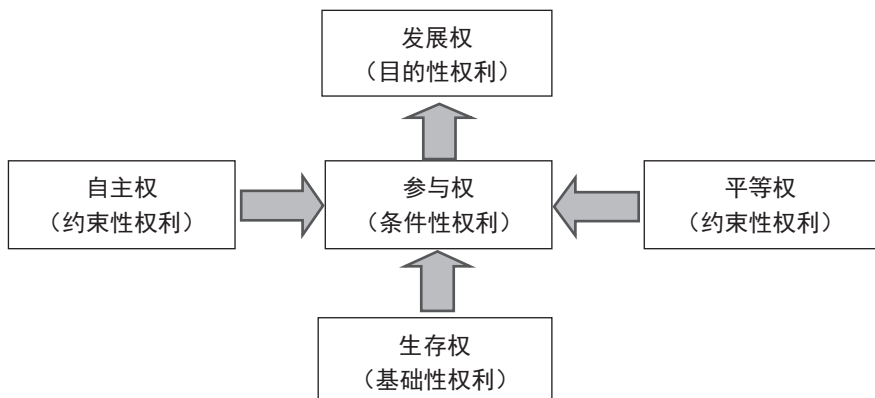 发展权
（目的性权利）
自主权
（约束性权利）
参与权
（条件性权利）
平等权
（约束性权利）
生存权
（基础性权利）